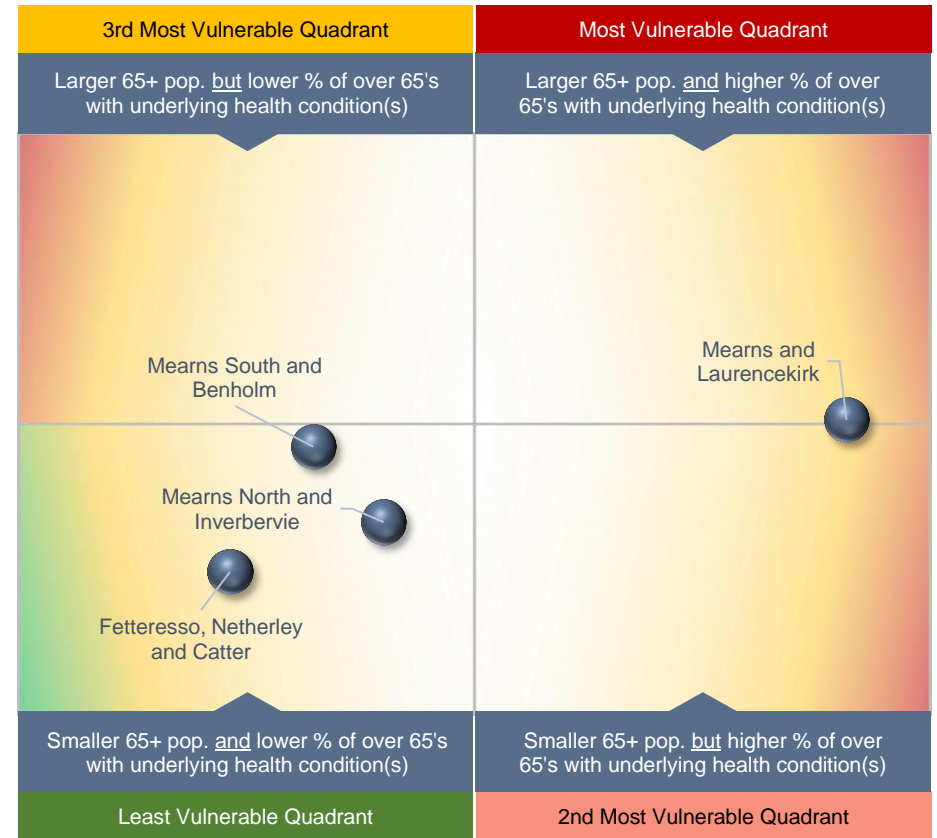 3rd Most Vulnerable Quadrant
Most Vulnerable Quadrant
Larger 65+ pop. but lower % of over 65's
with underlying health condition(s)
Larger 65+ pop. and higher % of over
65's with underlying health condition(s)
Mearns and
Laurencekirk
Mearns South and
Benholm
Mearns North and
Inverbervie
Fetteresso, Netherley
and Catter
Smaller 65+ pop. and lower % of over 65's
with underlying health condition(s)
Smaller 65+ pop. but higher % of over
65's with underlying health condition(s)
Least Vulnerable Quadrant
2nd Most Vulnerable Quadrant